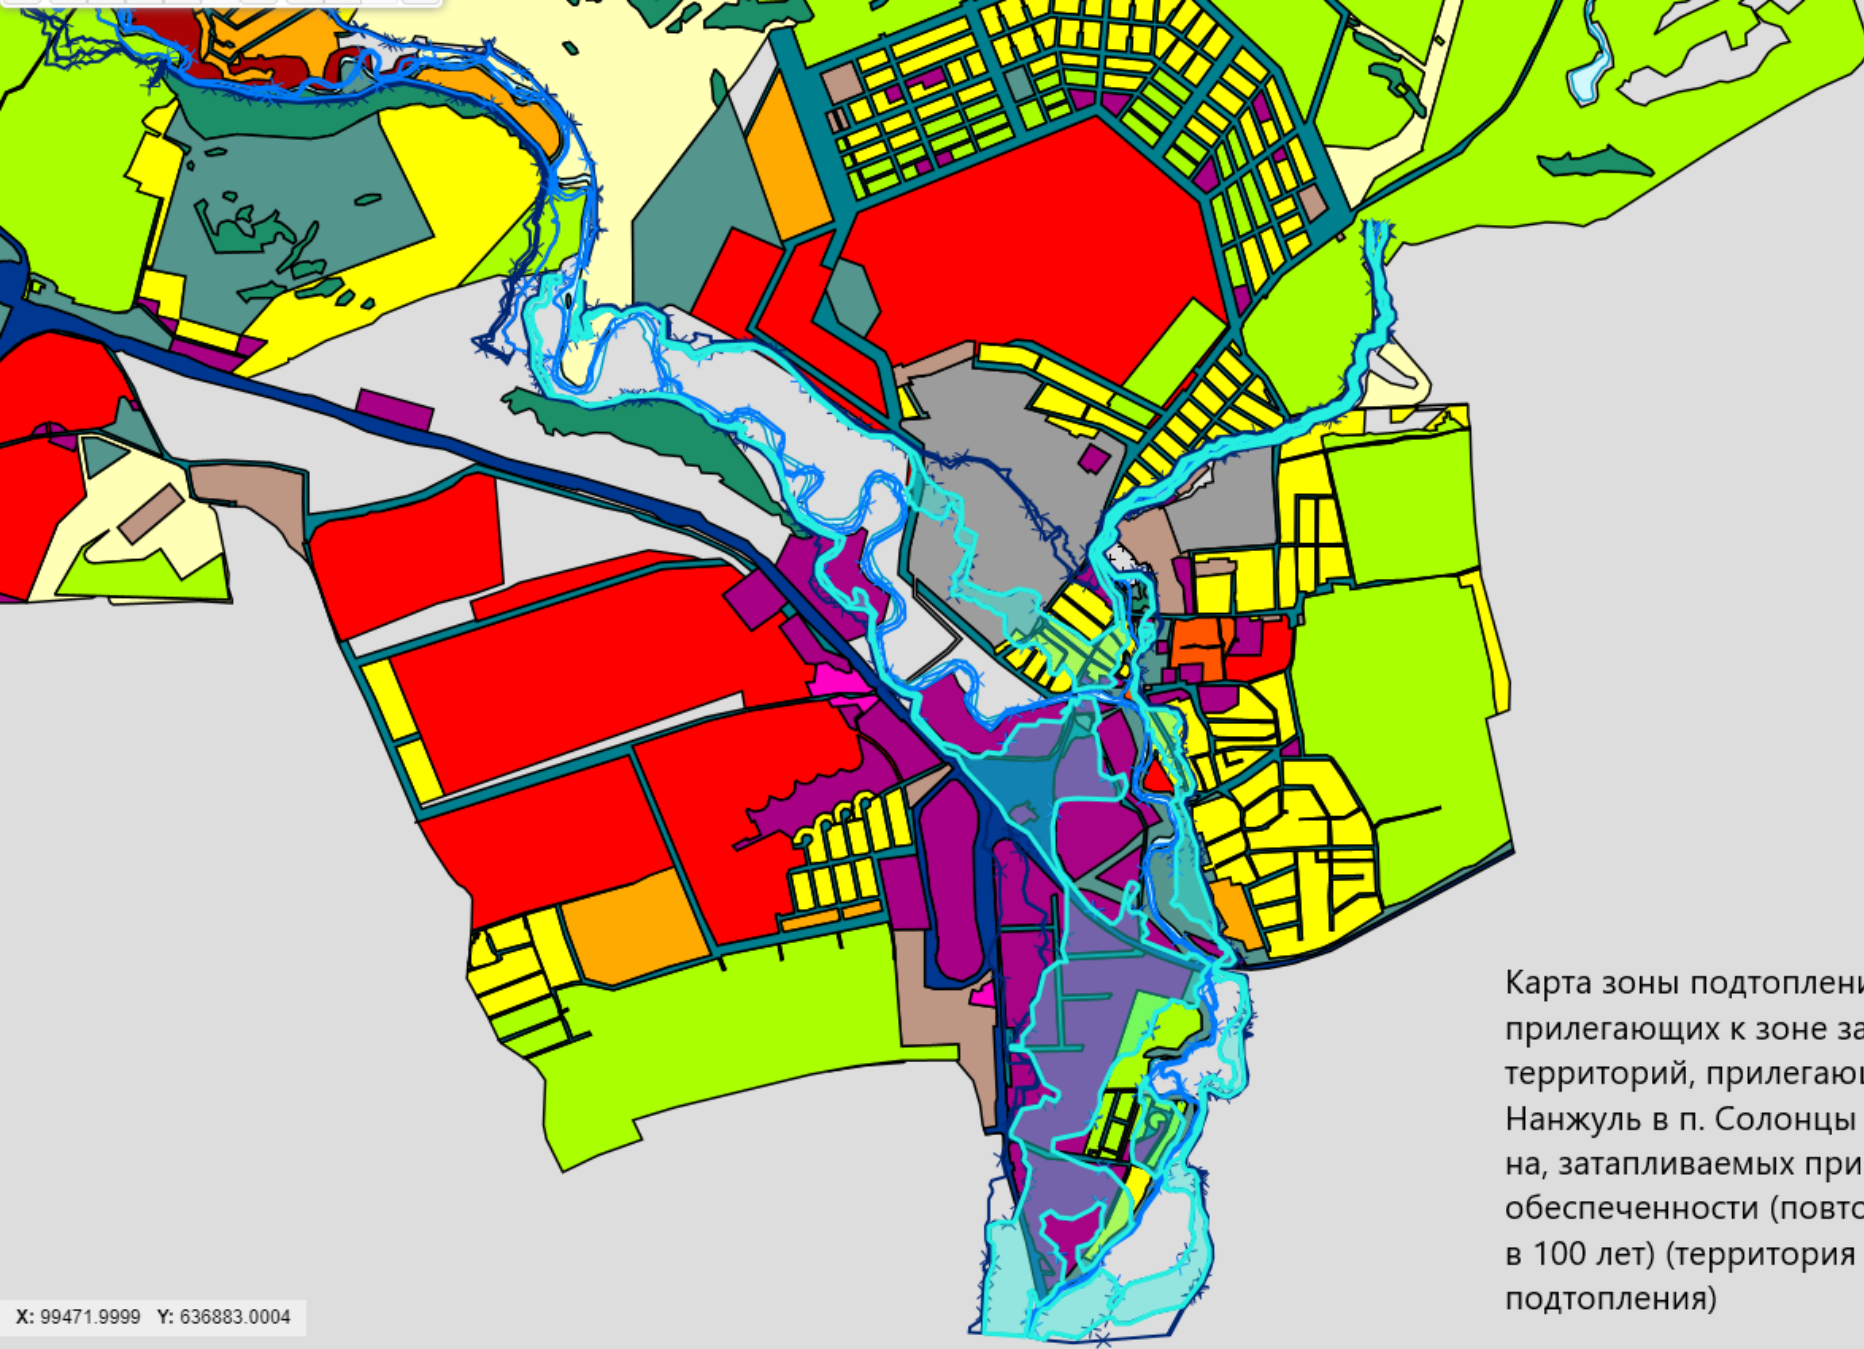 Карта зоны подтоплени
прилегающих к зоне за
территорий, прилегающ
Нанжуль в п. Солонцы
на, затапливаемых при
обеспеченности (повто
в 100 лет) (территория
подтопления)
X: 99471.9999 Y: 636883.0004